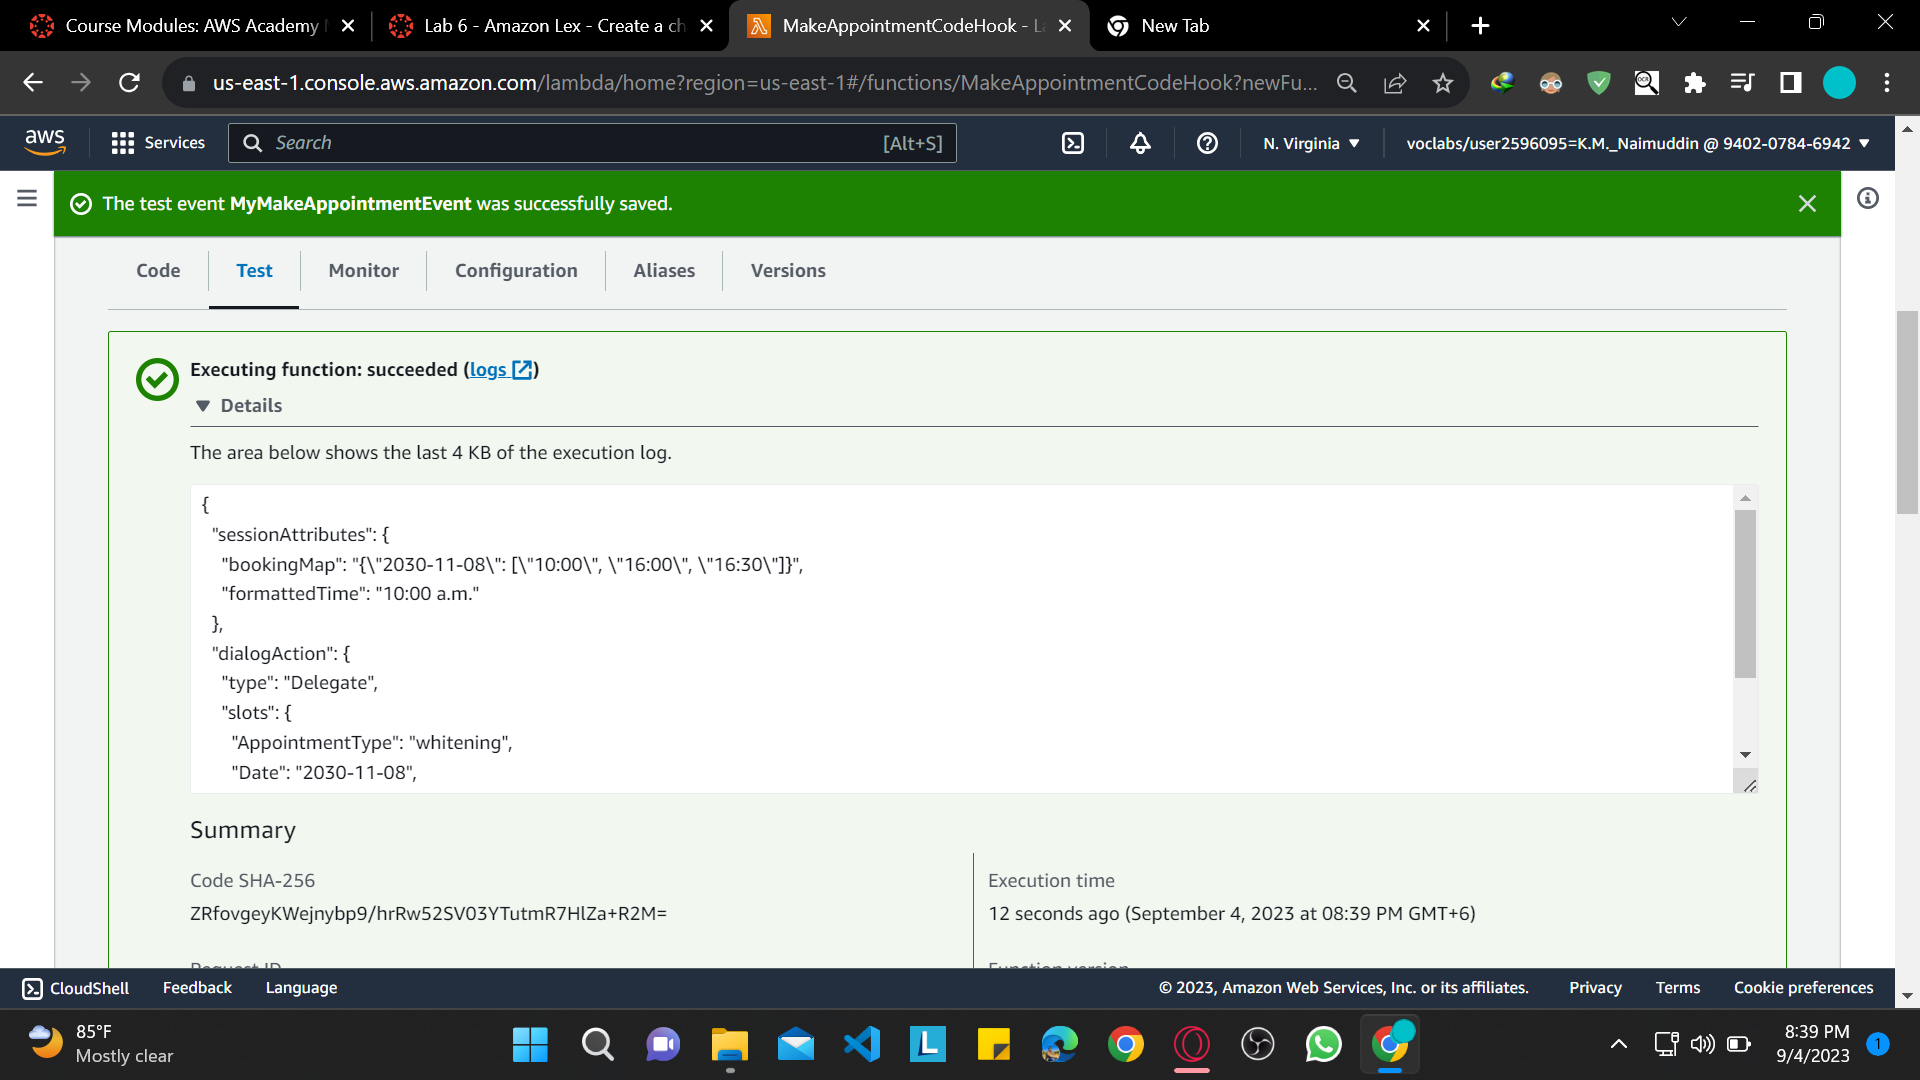 Course Modules: AWS Academy
Lab 6 - Amazon Lex - Create a ch
MakeAppointmentCodeHook - La
New Tab
us-east-1.console.aws.amazon.com/lambda/home?region=us-east-1#/functions/MakeAppointmentCodeHook?newFu...
aws
Services
Search
[Alt+S]
N. Virginia
voclabs/user2596095=K.M._Naimuddin @ 9402-0784-6942
The test event MyMakeAppointmentEvent was successfully saved.
Code
Test
Monitor
Configuration
Aliases
Versions
Executing function: succeeded (logs)
Details
The area below shows the last 4 KB of the execution log.
{
"sessionAttributes": {
"bookingMap": "{\"2030-11-08\": [\"10:00\", \"16:00\", \"16:30\"]}",
"formattedTime": "10:00 a.m."
},
"dialogAction": {
"type": "Delegate",
"slots": {
"AppointmentType": "whitening",
"Date": "2030-11-08",
Summary
Code SHA-256
ZRfovgeyKWejnybp9/hrRw52SV03YTutmR7HlZa+R2M=
Execution time
12 seconds ago (September 4, 2023 at 08:39 PM GMT+6)
Request ID
Function version
CloudShell
Feedback
Language
© 2023, Amazon Web Services, Inc. or its affiliates.
Privacy
Terms
Cookie preferences
85°F
Mostly clear
8:39 PM
9/4/2023
1